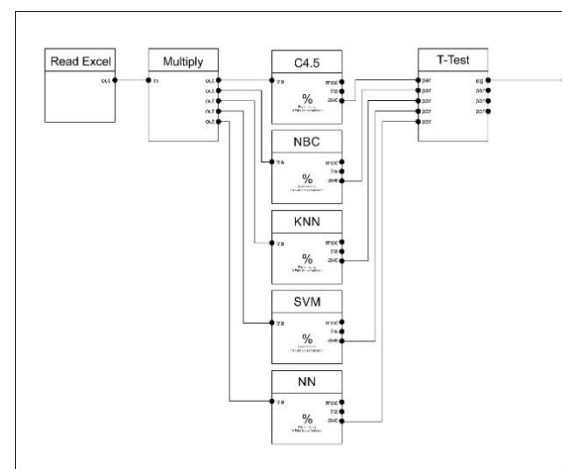 Read Excel
out
Multiply
in
out
out
out
out
out
C4.5
tra
mod
tra
ave
%
NBC
tra
mod
tra
ave
%
KNN
tra
mod
tra
ave
%
SVM
tra
mod
tra
ave
%
NN
tra
mod
tra
ave
%
T-Test
per
per
per
per
per
sig
per
per
per